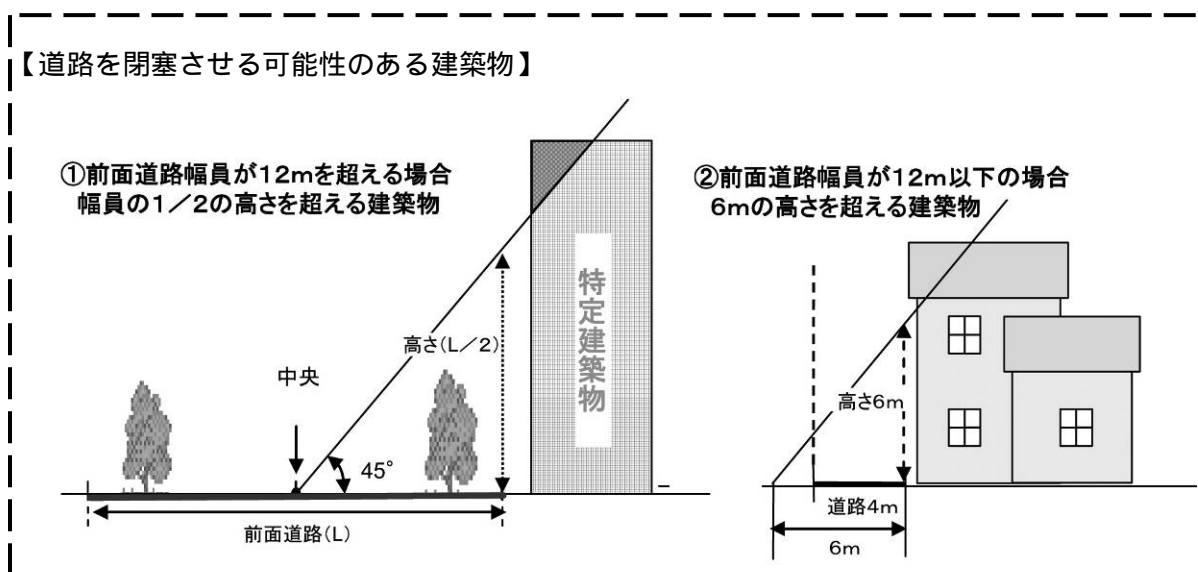 【道路を閉塞させる可能性のある建築物】
①前面道路幅員が12mを超える場合
幅員の1／2の高さを超える建築物
②前面道路幅員が12m以下の場合
6mの高さを超える建築物
特定建築物
高さ(L／2)
中央
45°
前面道路(L)
高さ6m
道路4m
6m